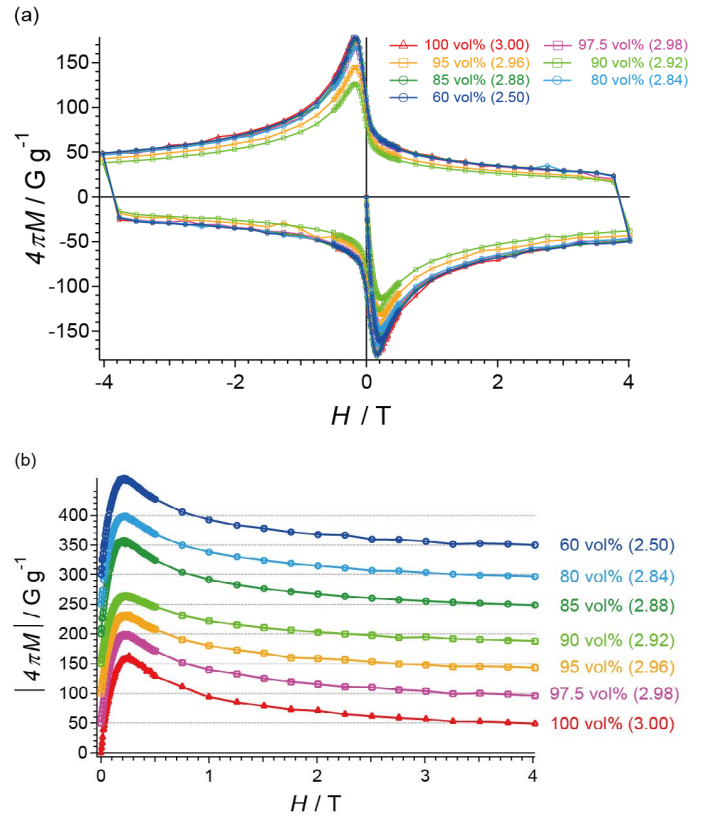 (a)
100 vol% (3.00) 97.5 vol% (2.98)
95 vol% (2.96) 90 vol% (2.92)
85 vol% (2.88) 80 vol% (2.84)
60 vol% (2.50)
4πM / G g⁻¹
150
100
50
0
-50
-100
-150
-4 -2 0 2 4
H / T
(b)
| 4πM | / G g⁻¹
400
350
300
250
200
150
100
50
0
60 vol% (2.50)
80 vol% (2.84)
85 vol% (2.88)
90 vol% (2.92)
95 vol% (2.96)
97.5 vol% (2.98)
100 vol% (3.00)
0 1 2 3 4
H / T